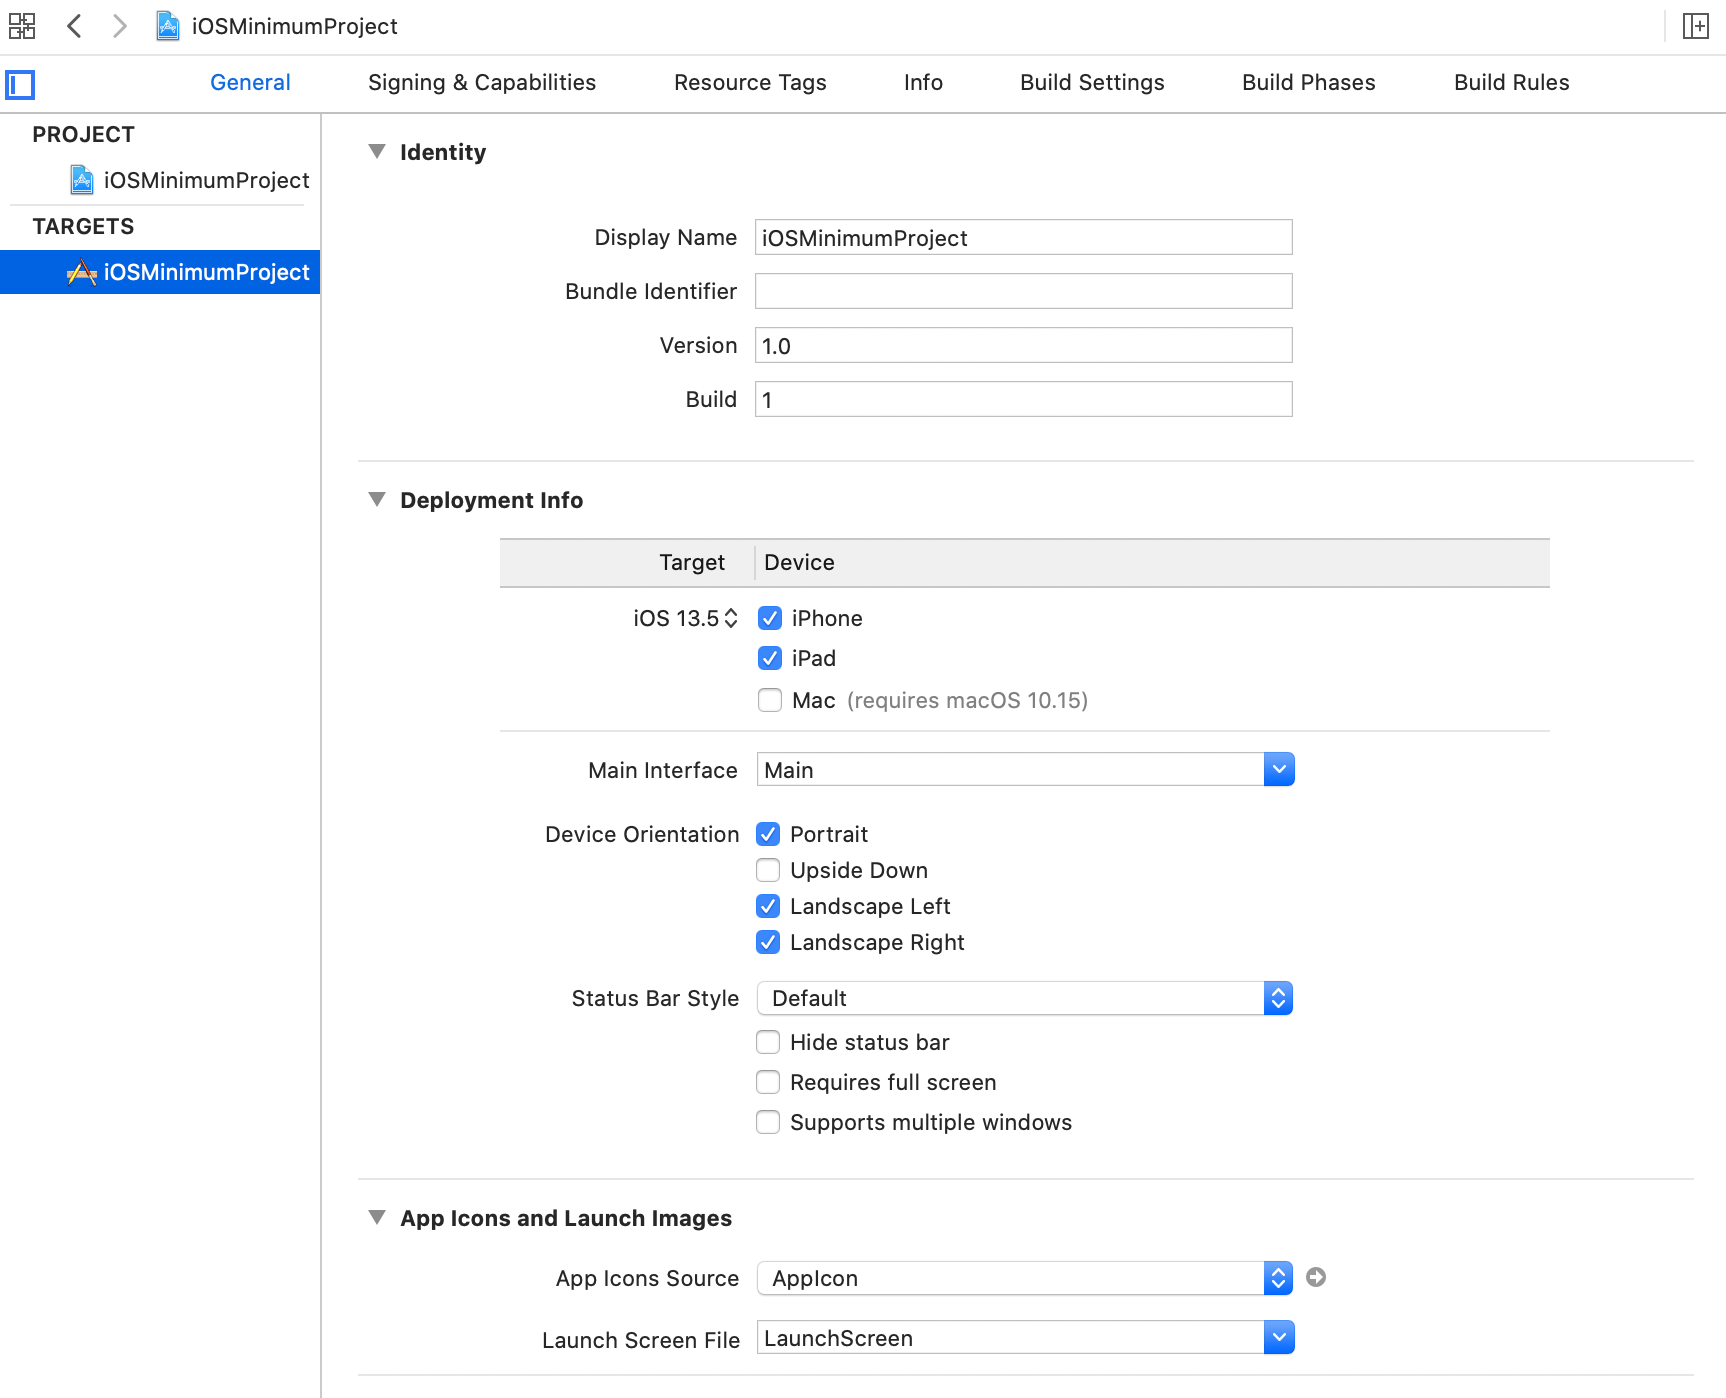 iOSMinimumProject
General Signing & Capabilities Resource Tags Info Build Settings Build Phases Build Rules
PROJECT
iOSMinimumProject
TARGETS
iOSMinimumProject
Identity
Display Name iOSMinimumProject
Bundle Identifier
Version 1.0
Build 1
Deployment Info
Target Device
iOS 13.5 iPhone
iPad
Mac (requires macOS 10.15)
Main Interface Main
Device Orientation Portrait
Upside Down
Landscape Left
Landscape Right
Status Bar Style Default
Hide status bar
Requires full screen
Supports multiple windows
App Icons and Launch Images
App Icons Source AppIcon
Launch Screen File LaunchScreen